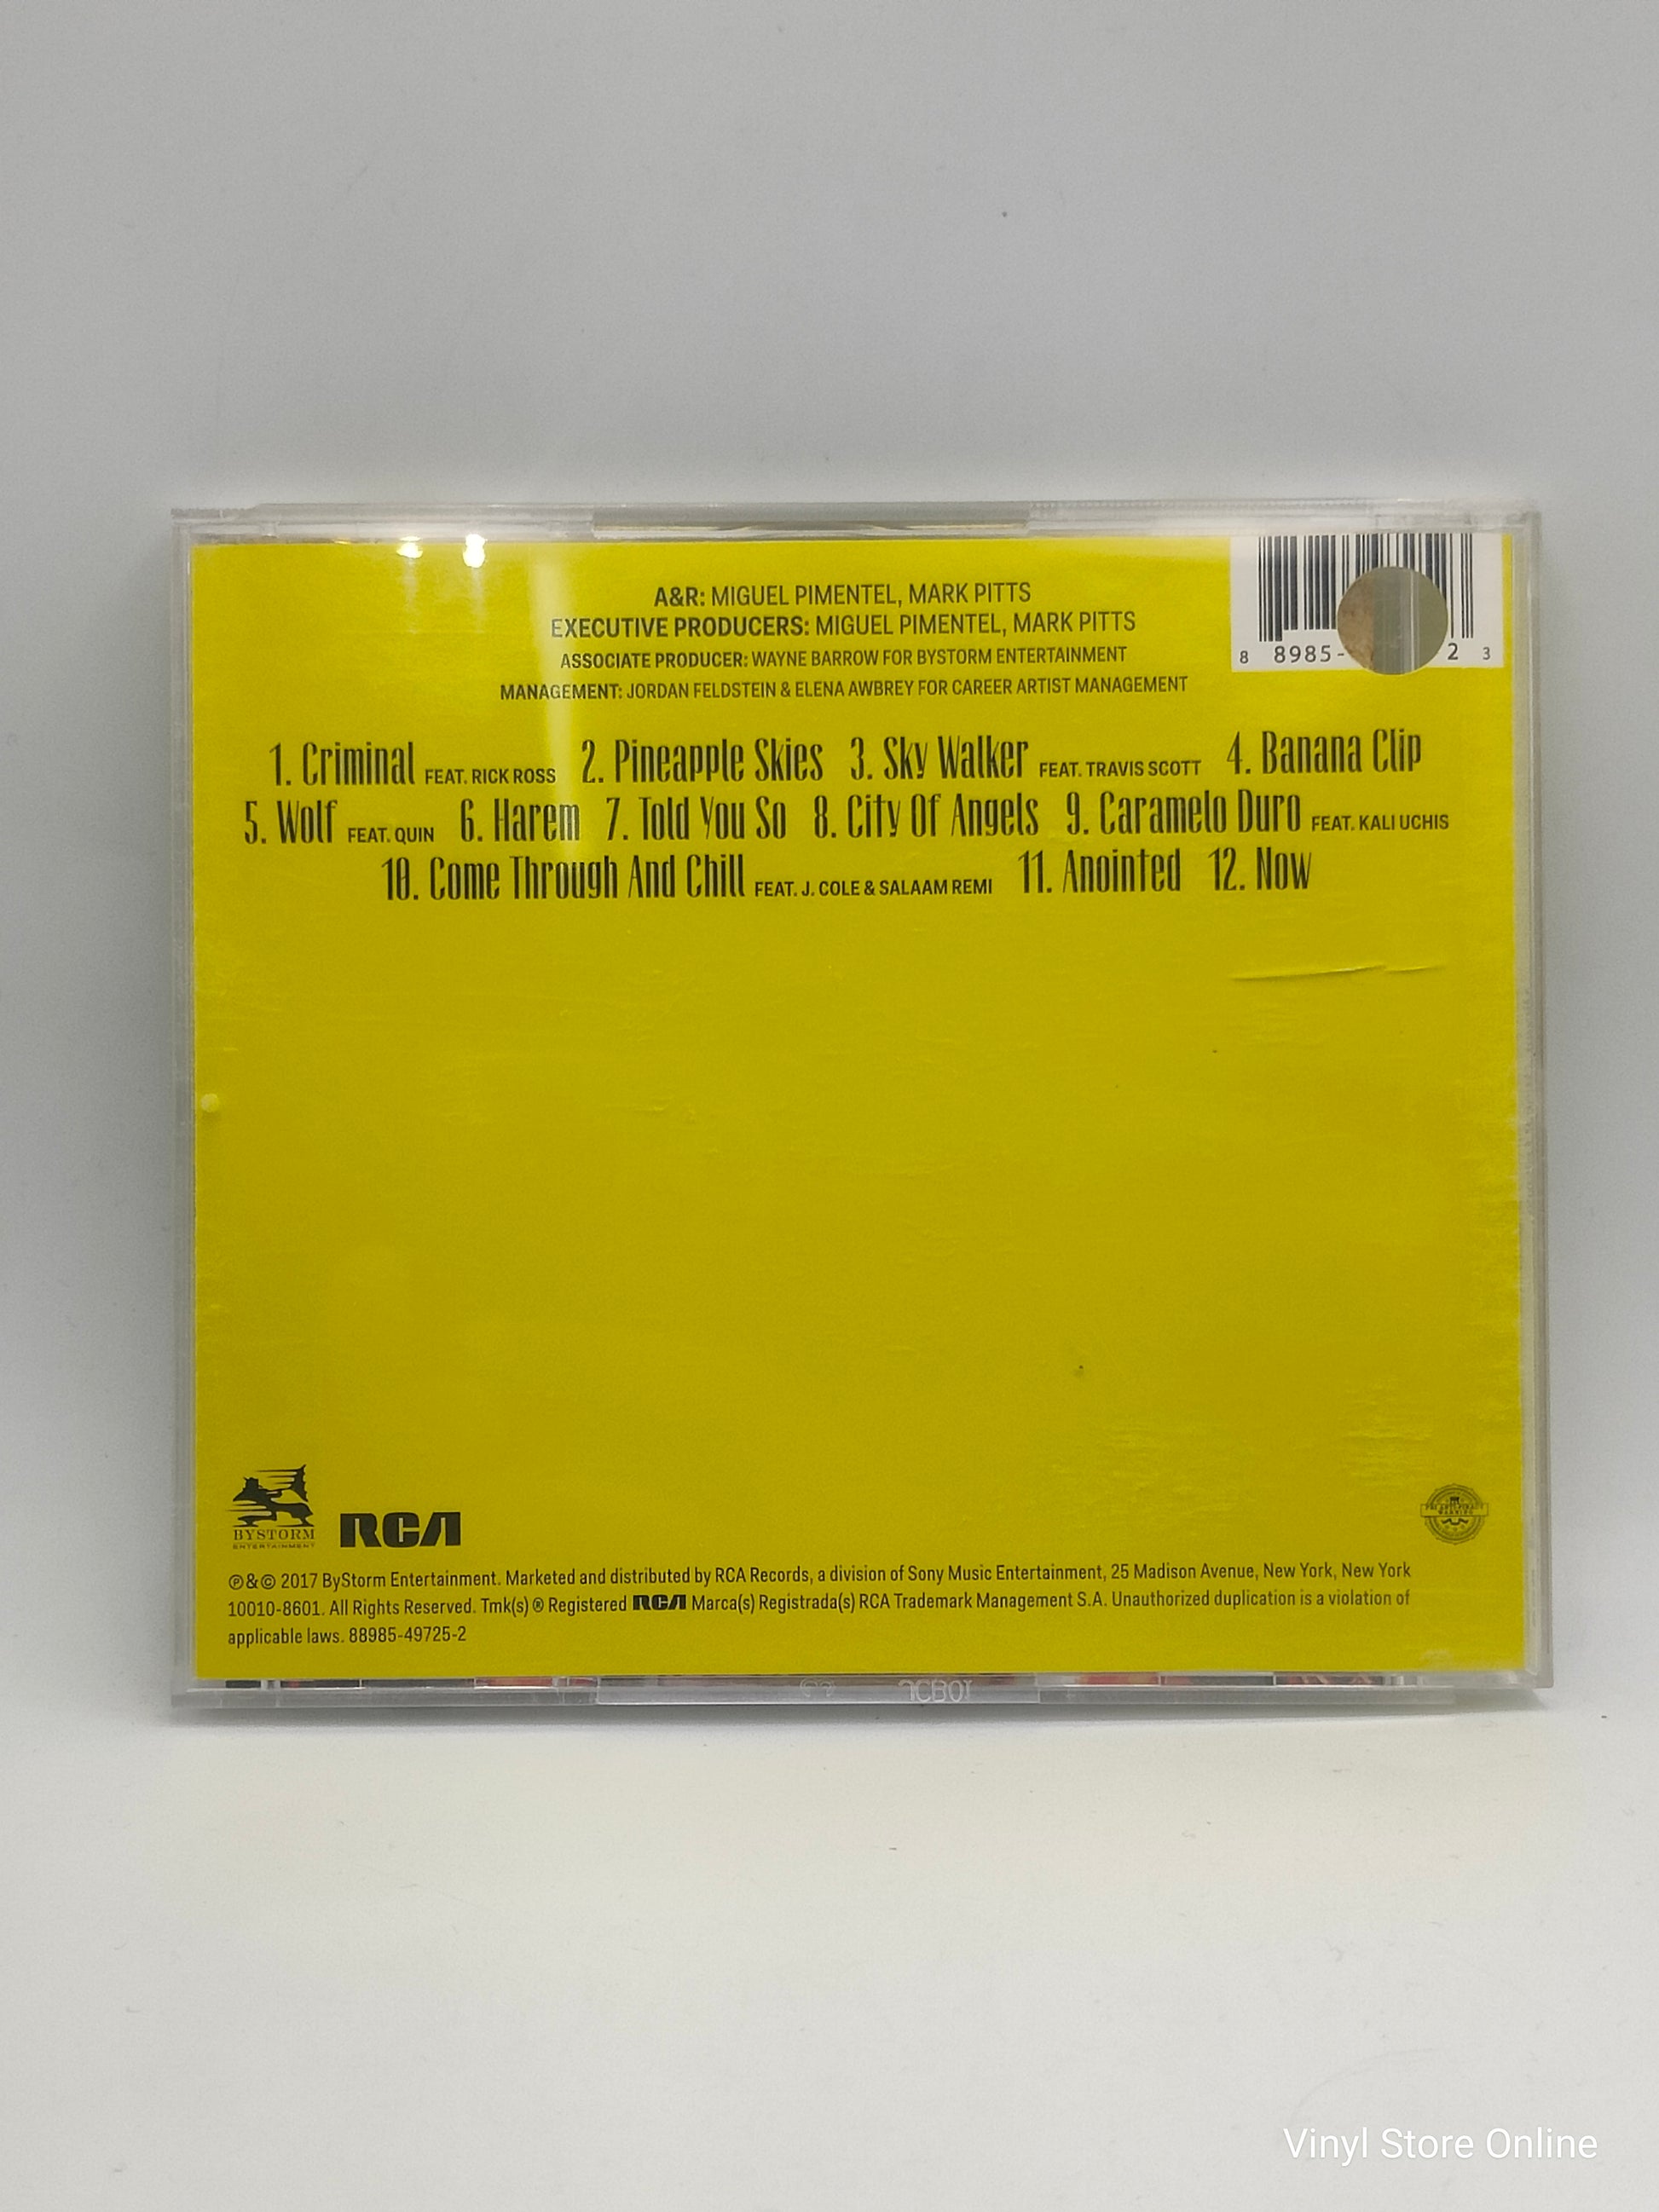 A&R: MIGUEL PIMENTEL, MARK PITTS
EXECUTIVE PRODUCERS: MIGUEL PIMENTEL, MARK PITTS
ASSOCIATE PRODUCER: WAYNE BARROW FOR BYSTORM ENTERTAINMENT
MANAGEMENT: JORDAN FELDSTEIN & ELENA AWBREY FOR CAREER ARTIST MANAGEMENT
8 8985- 2 3
1. Criminal FEAT. RICK ROSS 2. Pineapple Skies 3. Sky Walker FEAT. TRAVIS SCOTT 4. Banana Clip
5. Wolf FEAT. QUIN 6. Harem 7. Told You So 8. City Of Angels 9. Caramelo Duro FEAT. KALI UCHIS
10. Come Through And Chill FEAT. J. COLE & SALAAM REMI 11. Anointed 12. Now
BYSTORM
ENTERTAINMENT
RCA
℗&© 2017 ByStorm Entertainment. Marketed and distributed by RCA Records, a division of Sony Music Entertainment, 25 Madison Avenue, New York, New York
10010-8601. All Rights Reserved. Tmk(s) ® Registered RCA Marca(s) Registrada(s) RCA Trademark Management S.A. Unauthorized duplication is a violation of
applicable laws. 88985-49725-2
Vinyl Store Online